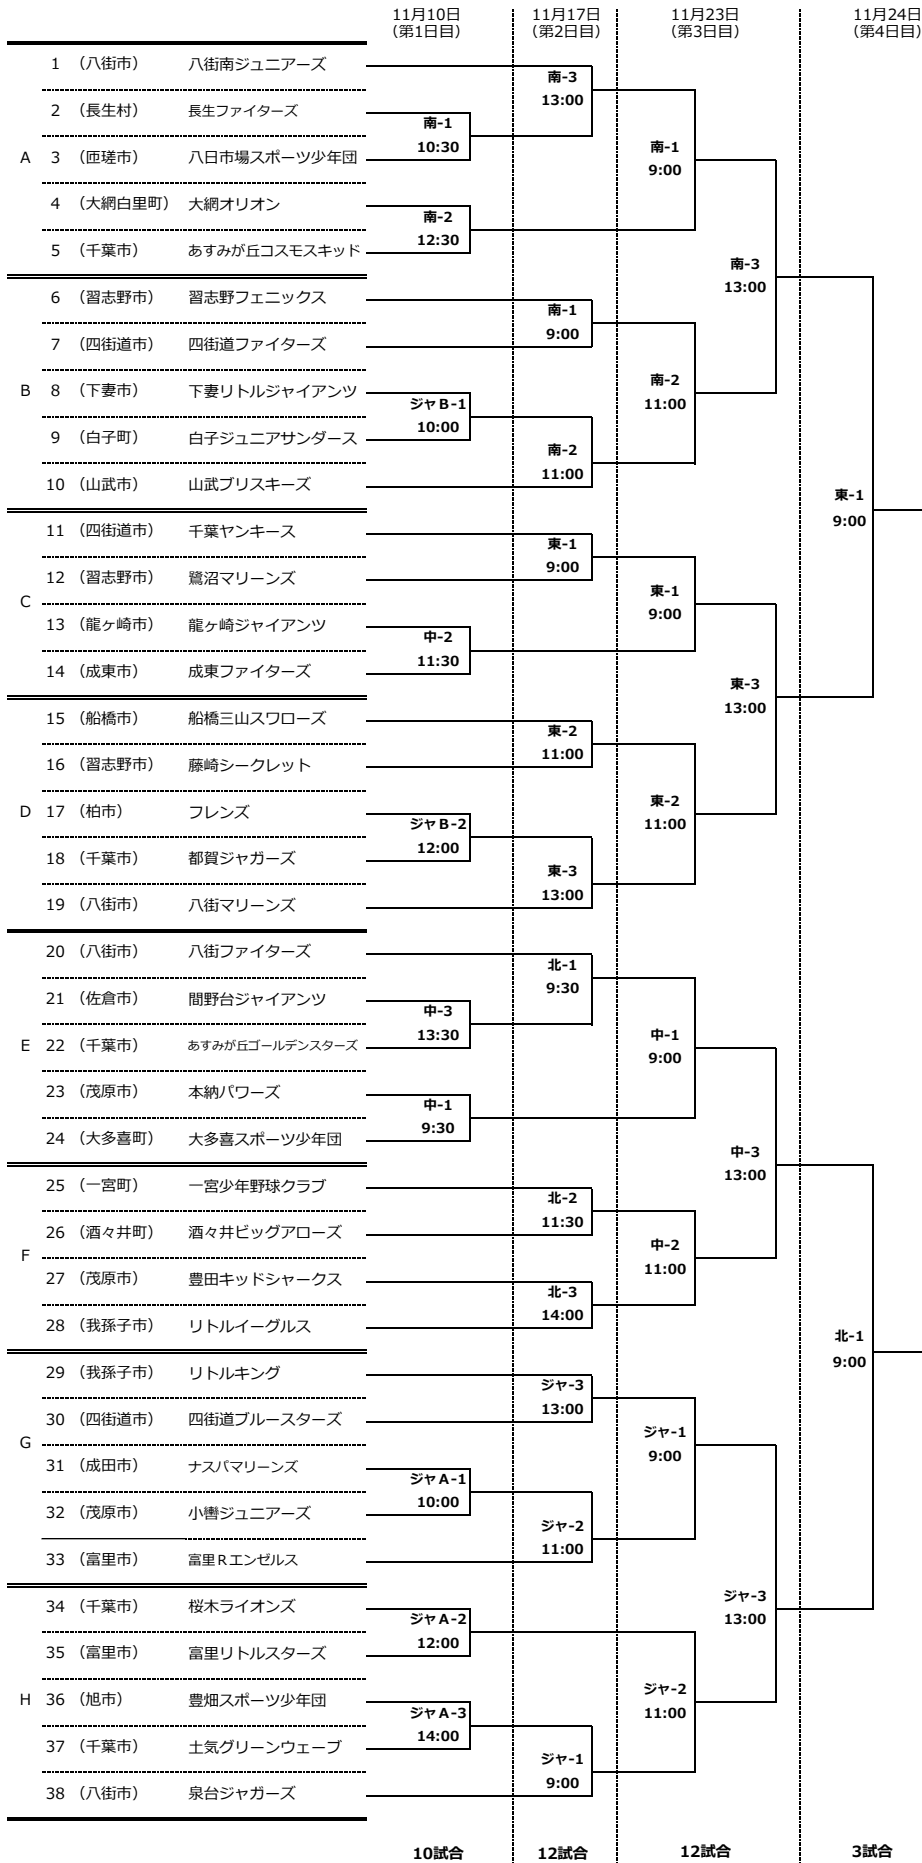 11月10日 11月17日 11月23日 11月24日
(第1日目) (第2日目) (第3日目) (第4日目)
1 (八街市) 八街南ジュニアーズ
南-3
13:00
2 (長生村) 長生ファイターズ
南-1
10:30
A 3 (匝瑳市) 八日市場スポーツ少年団
南-1
9:00
4 (大網白里町) 大網オリオン
南-2
12:30
5 (千葉市) あすみが丘コスモスキッド
南-3
13:00
6 (習志野市) 習志野フェニックス
南-1
9:00
7 (四街道市) 四街道ファイターズ
B 8 (下妻市) 下妻リトルジャイアンツ
南-2
11:00
ジャB-1
10:00
9 (白子町) 白子ジュニアサンダース
南-2
11:00
10 (山武市) 山武ブリスキーズ
東-1
9:00
11 (四街道市) 千葉ヤンキース
東-1
9:00
12 (習志野市) 鷺沼マリーンズ
C
東-1
9:00
13 (龍ヶ崎市) 龍ヶ崎ジャイアンツ
中-2
11:30
14 (成東市) 成東ファイターズ
東-3
13:00
15 (船橋市) 船橋三山スワローズ
東-2
11:00
16 (習志野市) 藤崎シークレット
D 17 (柏市) フレンズ
東-2
11:00
ジャB-2
12:00
18 (千葉市) 都賀ジャガーズ
東-3
13:00
19 (八街市) 八街マリーンズ
20 (八街市) 八街ファイターズ
北-1
9:30
21 (佐倉市) 間野台ジャイアンツ
中-3
13:30
E 22 (千葉市) あすみが丘ゴールデンスターズ
中-1
9:00
23 (茂原市) 本納パワーズ
中-1
9:30
24 (大多喜町) 大多喜スポーツ少年団
中-3
13:00
25 (一宮町) 一宮少年野球クラブ
北-2
11:30
26 (酒々井町) 酒々井ビッグアローズ
F
中-2
11:00
27 (茂原市) 豊田キッドシャークス
北-3
14:00
28 (我孫子市) リトルイーグルス
北-1
9:00
29 (我孫子市) リトルキング
ジャ-3
13:00
30 (四街道市) 四街道ブルースターズ
G
ジャ-1
9:00
31 (成田市) ナスパマリーンズ
ジャA-1
10:00
32 (茂原市) 小轡ジュニアーズ
ジャ-2
11:00
33 (富里市) 富里Rエンゼルス
34 (千葉市) 桜木ライオンズ
ジャ-3
13:00
ジャA-2
12:00
35 (富里市) 富里リトルスターズ
H 36 (旭市) 豊畑スポーツ少年団
ジャ-2
11:00
ジャA-3
14:00
37 (千葉市) 土気グリーンウェーブ
ジャ-1
9:00
38 (八街市) 泉台ジャガーズ
10試合 12試合 12試合 3試合